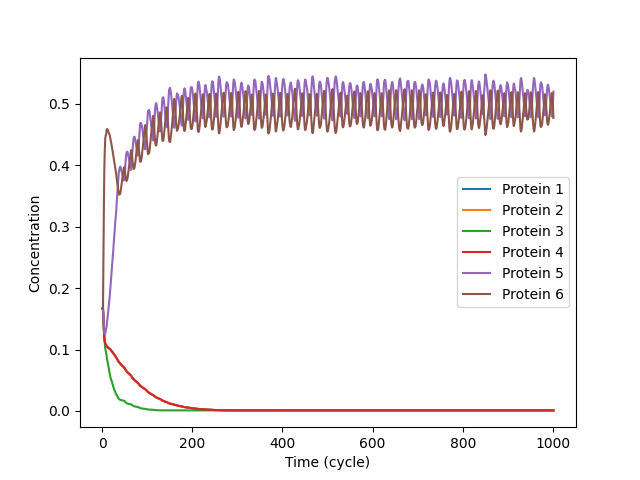 0.5
0.4
0.3
0.2
0.1
0.0
Concentration
Protein 1
Protein 2
Protein 3
Protein 4
Protein 5
Protein 6
0 200 400 600 800 1000
Time (cycle)